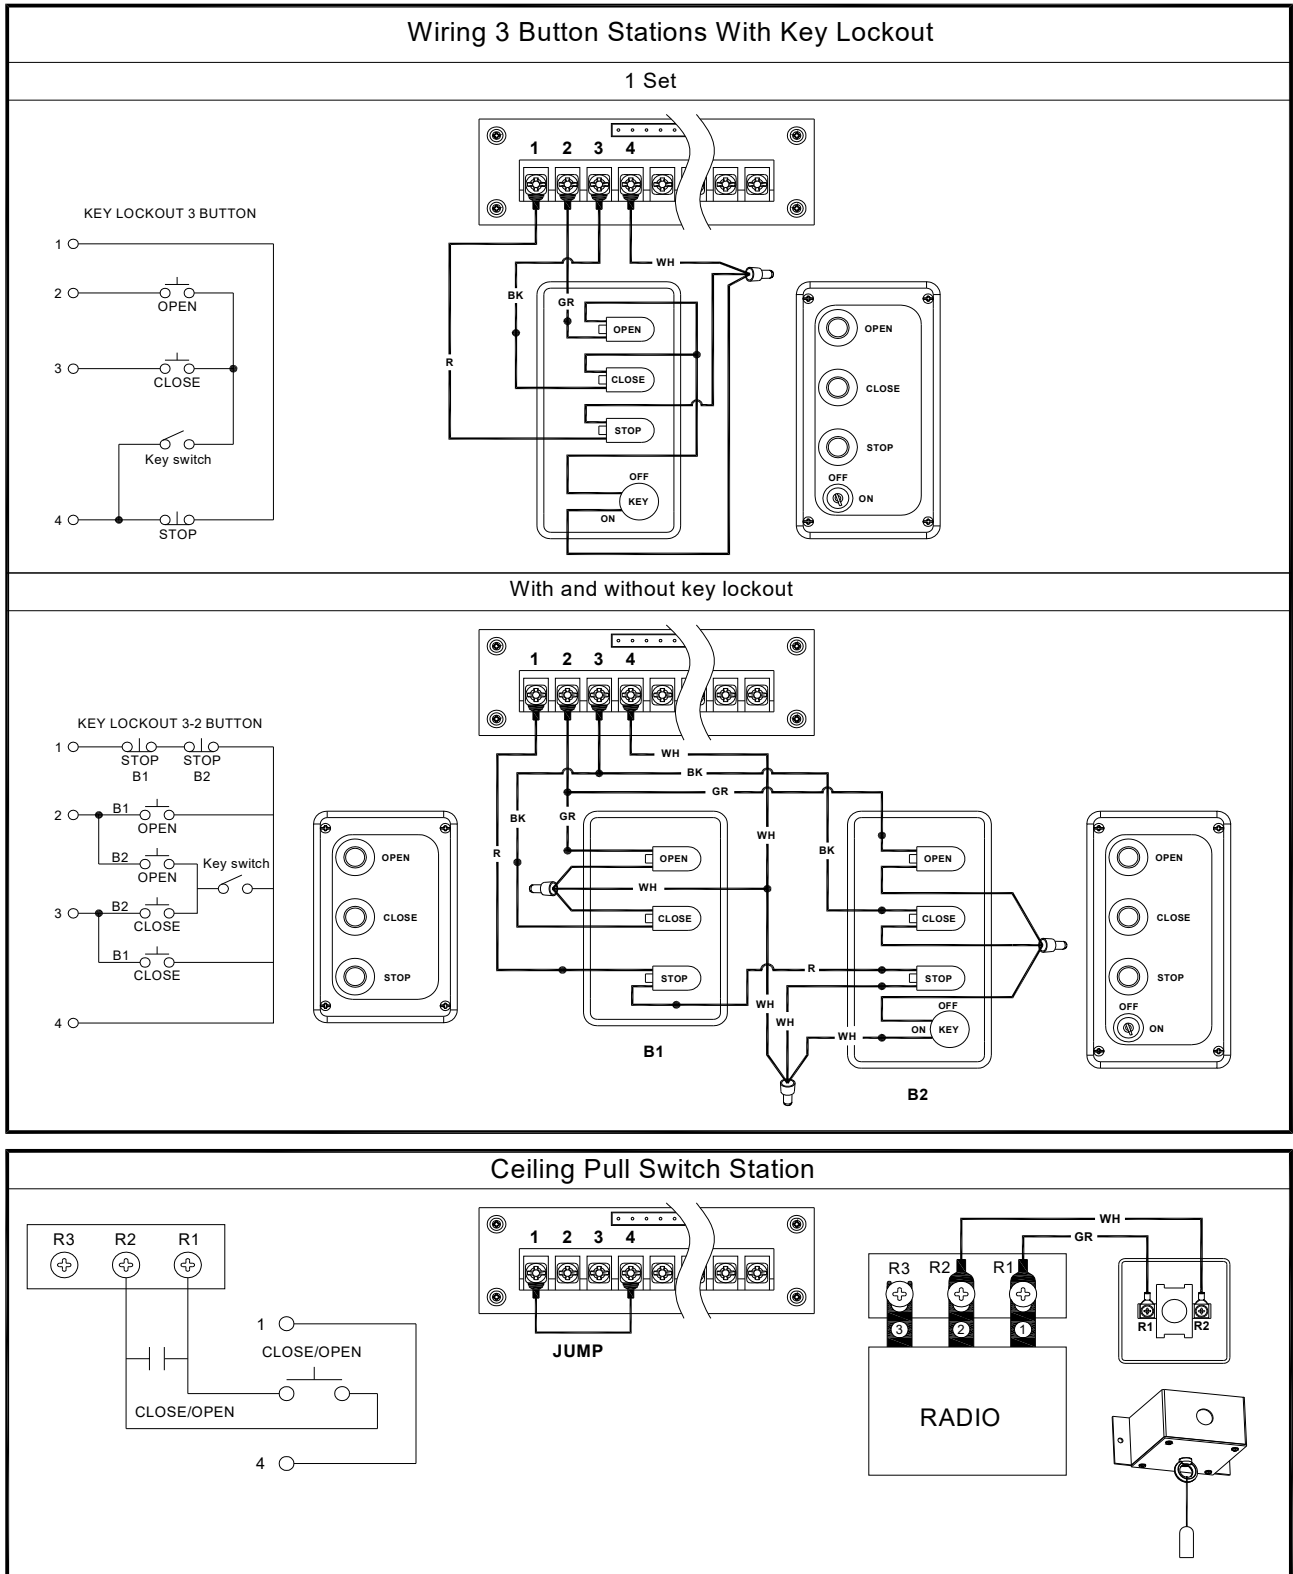 Wiring 3 Button Stations With Key Lockout
1 Set
1 2 3 4
KEY LOCKOUT 3 BUTTON
1
2
OPEN
3
CLOSE
Key switch
4
STOP
WH
BK
GR
R
OPEN
CLOSE
STOP
OFF
KEY
ON
OPEN
CLOSE
STOP
OFF
ON
With and without key lockout
1 2 3 4
KEY LOCKOUT 3-2 BUTTON
1
STOP STOP
B1 B2
2
B1
OPEN
B2
OPEN
Key switch
3
B2
CLOSE
B1
CLOSE
4
OPEN
CLOSE
STOP
WH
BK
GR
BK
GR
R
WH
BK
OPEN
WH
CLOSE
STOP
R
WH
WH
WH
B1
OPEN
CLOSE
STOP
OFF
ON
KEY
B2
OPEN
CLOSE
STOP
OFF
ON
Ceiling Pull Switch Station
R3 R2 R1
1
CLOSE/OPEN
CLOSE/OPEN
4
1 2 3 4
JUMP
WH
GR
R3 R2 R1
3 2 1
RADIO
R1 R2